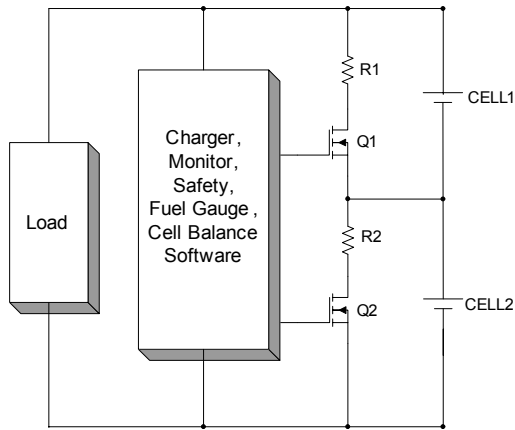 R1
CELL1
Charger,
Monitor,
Safety,
Fuel Gauge,
Cell Balance
Software
Q1
Load
R2
Q2
CELL2